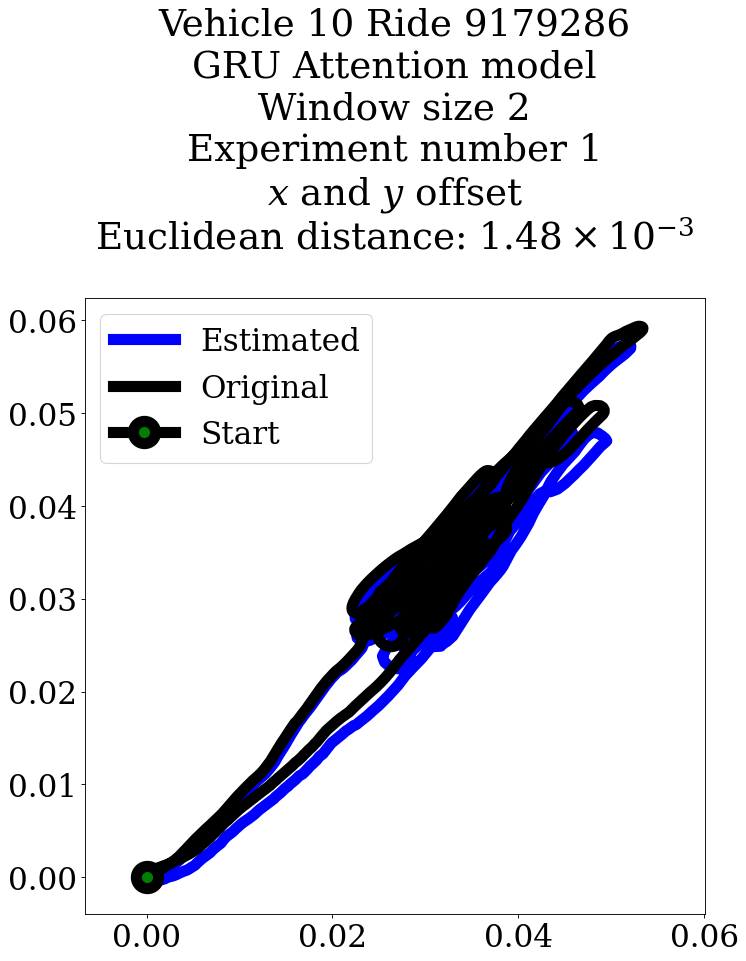 Vehicle 10 Ride 9179286
GRU Attention model
Window size 2
Experiment number 1
x and y offset
Euclidean distance: 1.48 × 10⁻³
Estimated
Original
Start
0.06
0.05
0.04
0.03
0.02
0.01
0.00
0.00 0.02 0.04 0.06